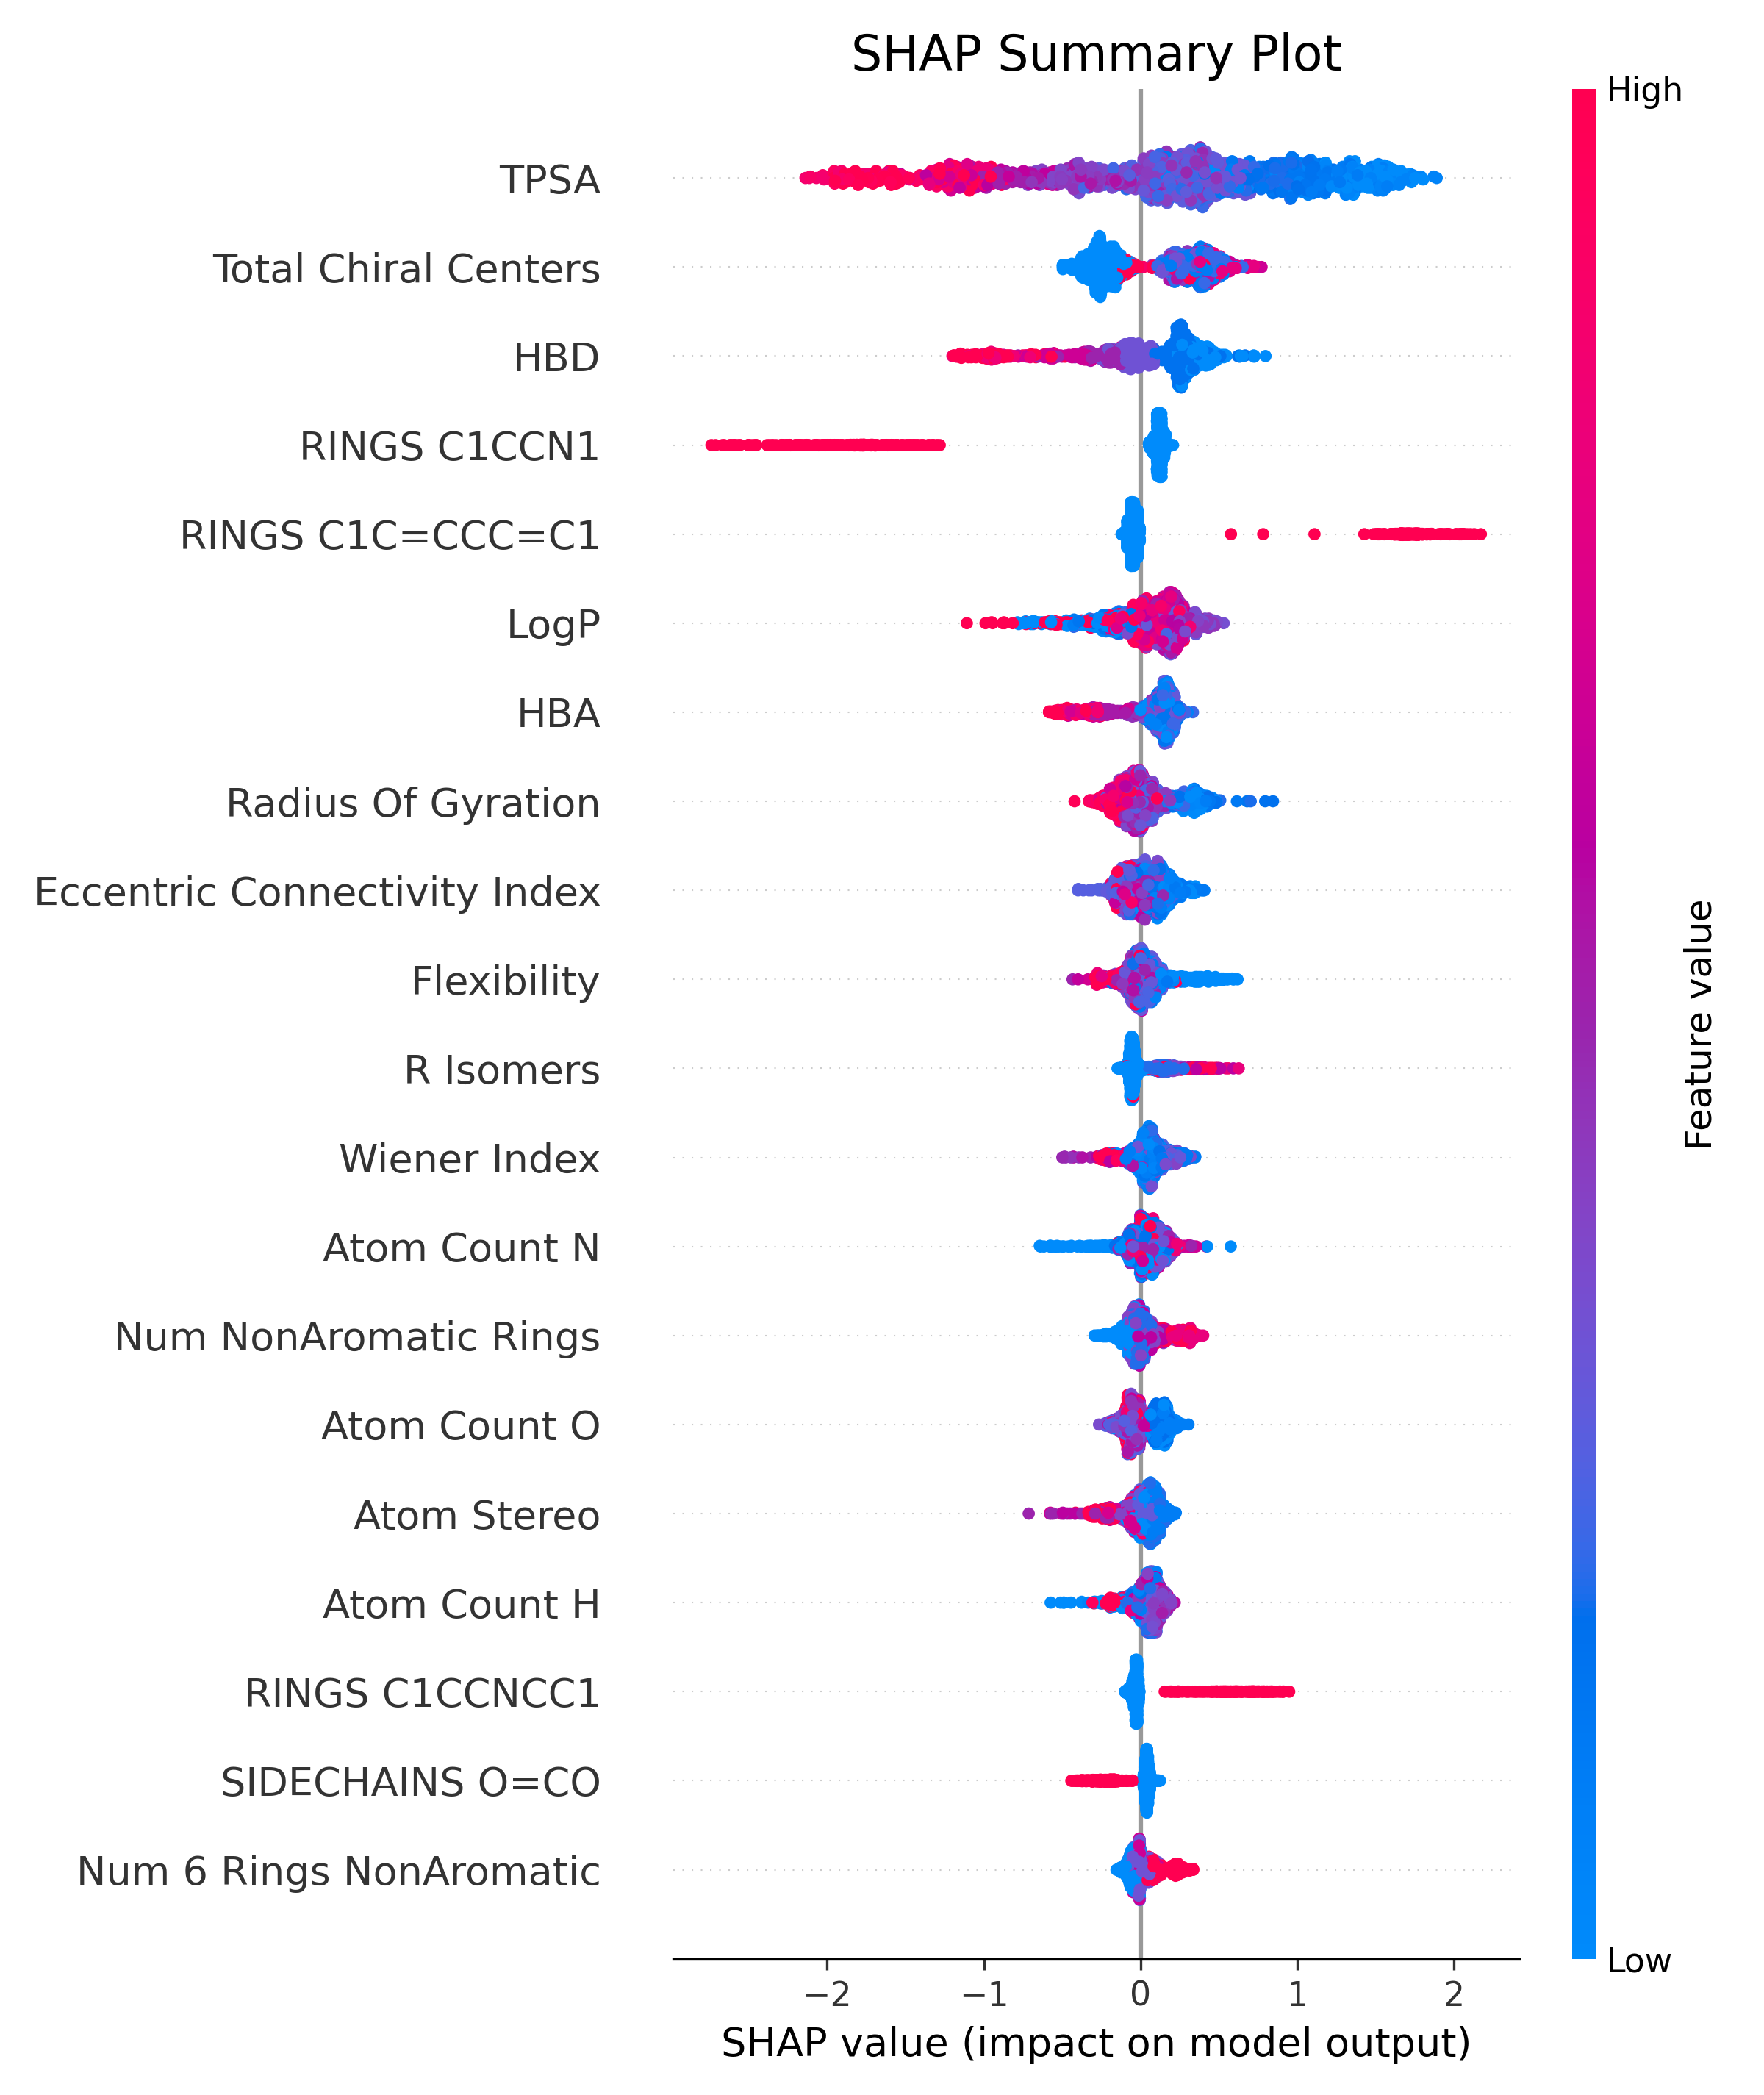 SHAP Summary Plot
High
TPSA
Total Chiral Centers
HBD
RINGS C1CCN1
RINGS C1C=CCC=C1
LogP
HBA
Radius Of Gyration
Eccentric Connectivity Index
Flexibility
R Isomers
Wiener Index
Atom Count N
Num NonAromatic Rings
Atom Count O
Atom Stereo
Atom Count H
RINGS C1CCNCC1
SIDECHAINS O=CO
Num 6 Rings NonAromatic
Feature value
Low
−2 −1 0 1 2
SHAP value (impact on model output)